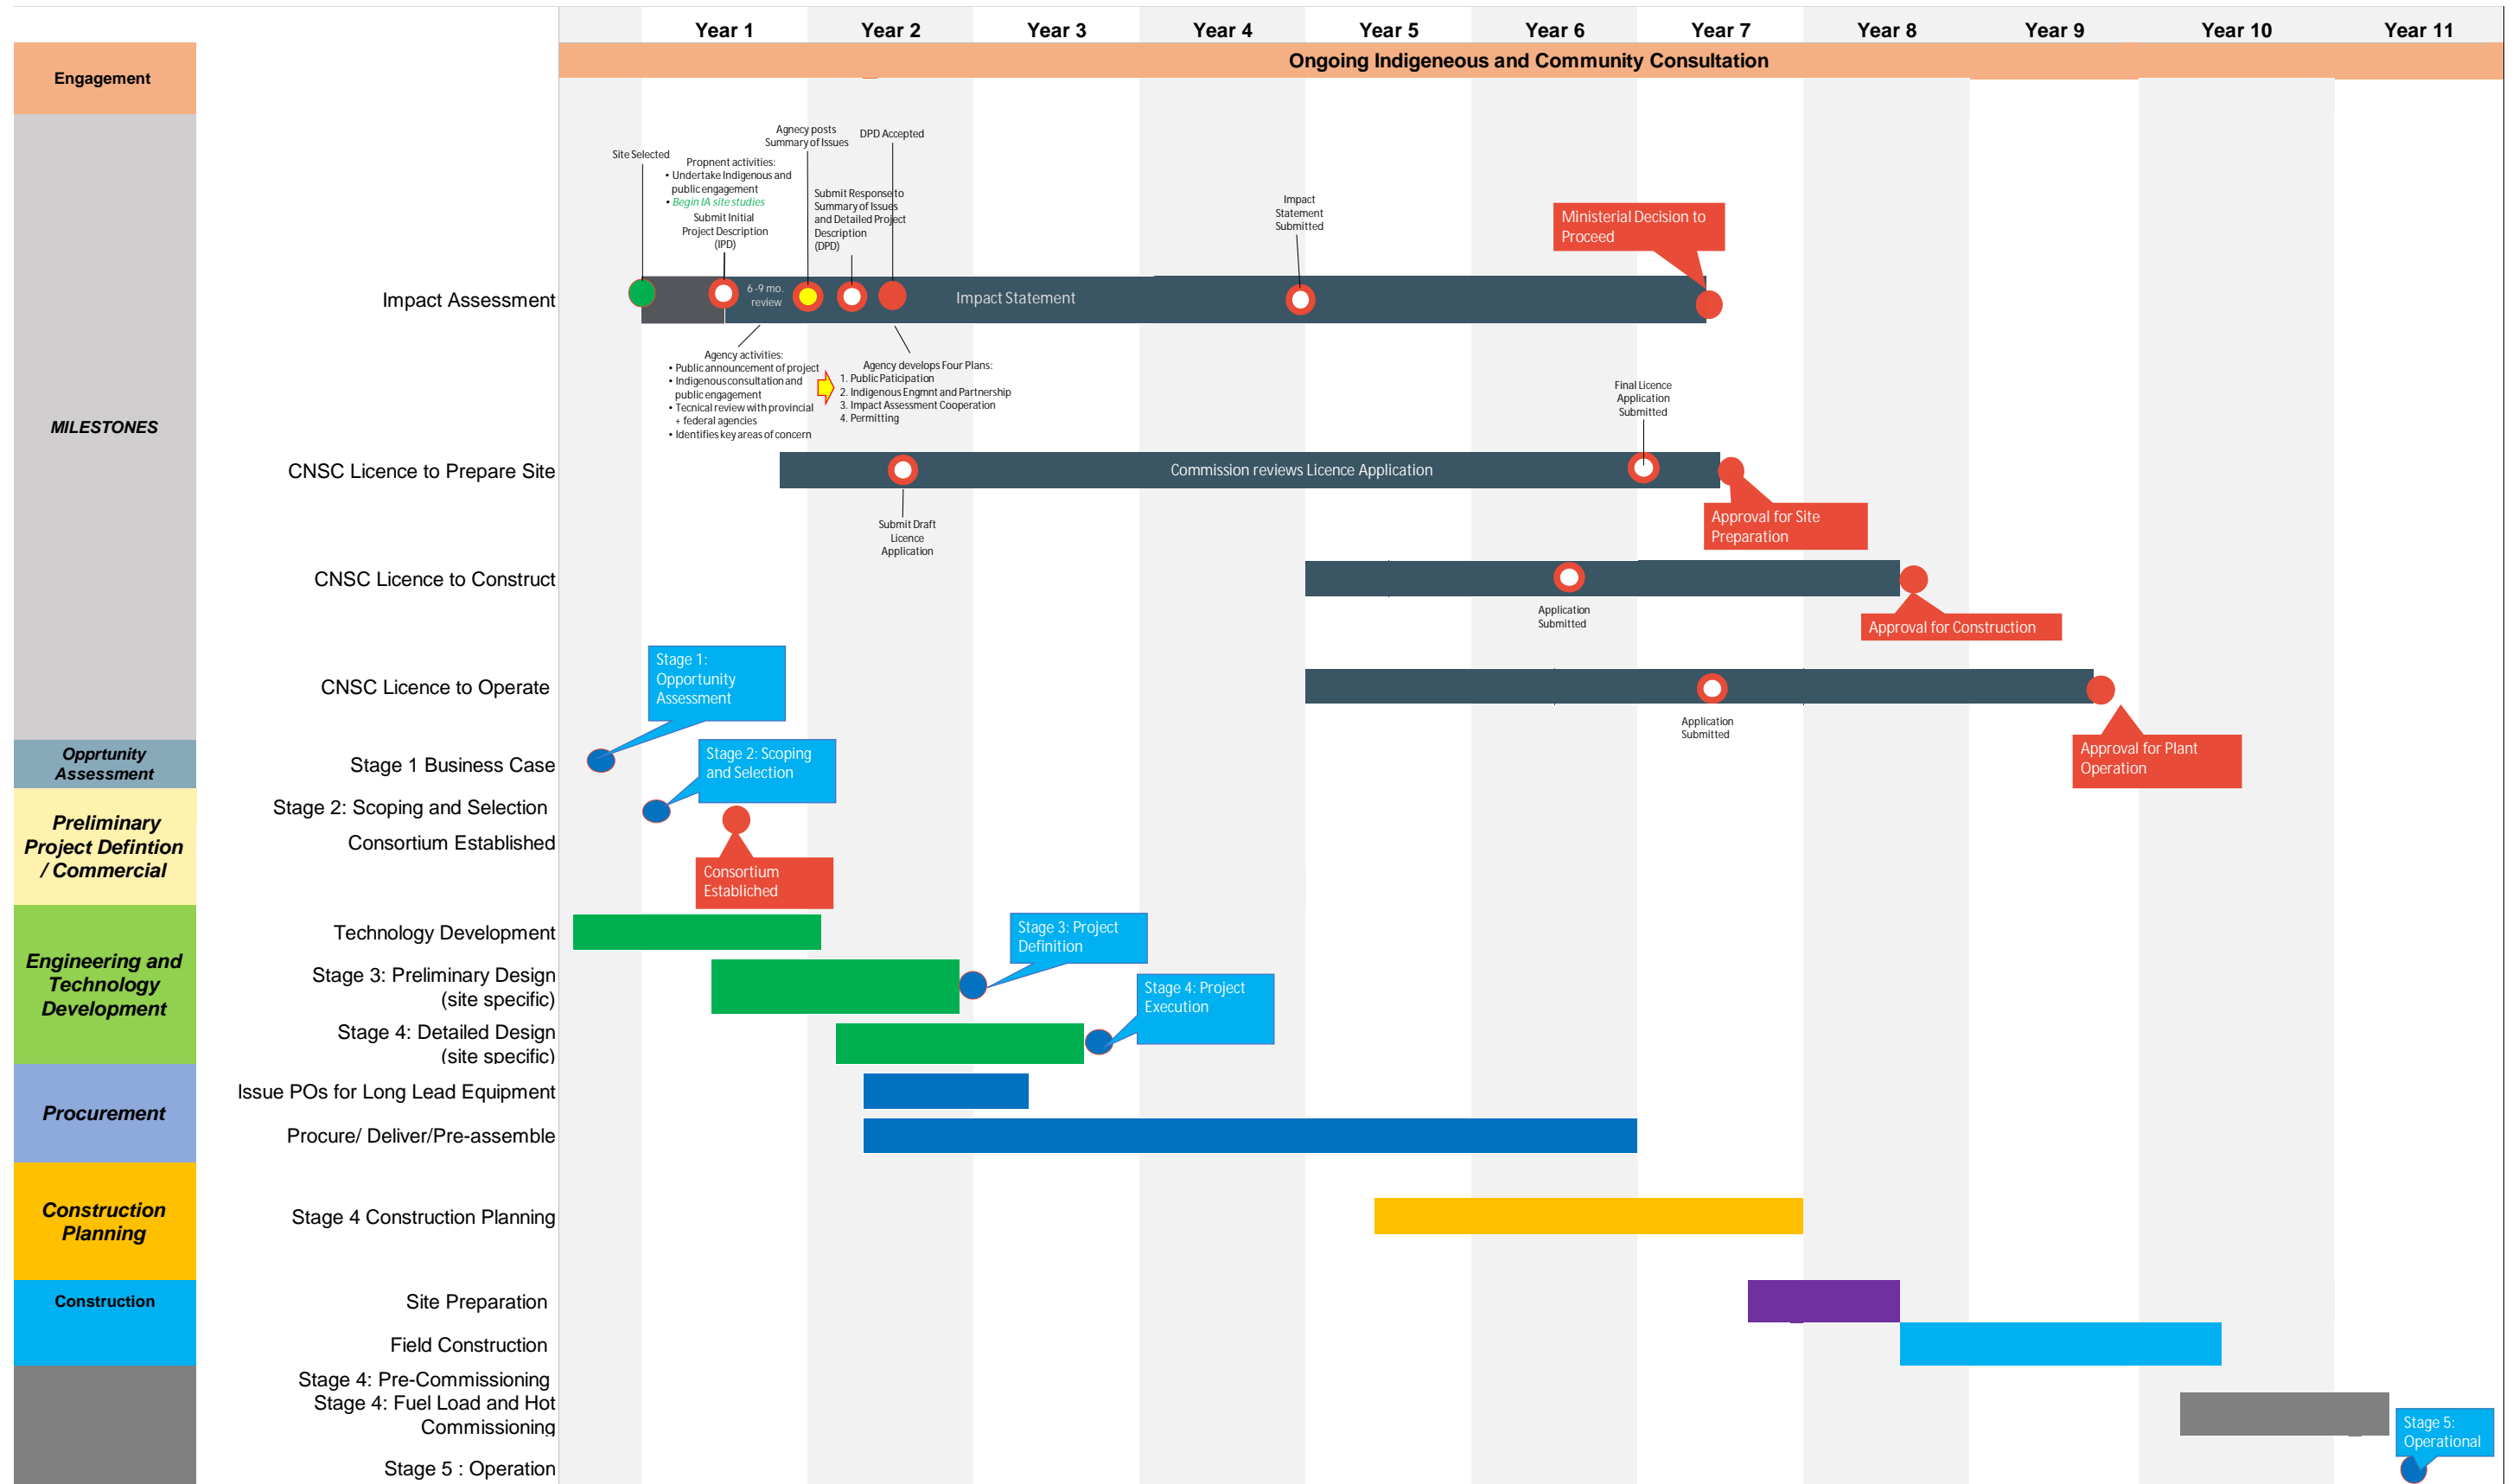 Year 1 Year 2 Year 3 Year 4 Year 5 Year 6 Year 7 Year 8 Year 9 Year 10 Year 11
Engagement
Ongoing Indigeneous and Community Consultation
MILESTONES
Impact Assessment
Site Selected
Propnent activities:
• Undertake Indigenous and
public engagement
• Begin IA site studies
Submit Initial
Project Description
(IPD)
Agnecy posts
Summary of Issues
DPD Accepted
Submit Response to
Summary of Issues
and Detailed Project
Description
(DPD)
Impact
Statement
Submitted
Ministerial Decision to
Proceed
6 -9 mo.
review
Impact Statement
Agency activities:
• Public announcement of project
• Indigenous consultation and
public engagement
• Tecnical review with provincial
+ federal agencies
• Identifies key areas of concern
Agency develops Four Plans:
1. Public Paticipation
2. Indigenous Engmnt and Partnership
3. Impact Assessment Cooperation
4. Permitting
Final Licence
Application
Submitted
CNSC Licence to Prepare Site
Commission reviews Licence Application
Submit Draft
Licence
Application
Approval for Site
Preparation
CNSC Licence to Construct
Application
Submitted
Approval for Construction
CNSC Licence to Operate
Application
Submitted
Approval for Plant
Operation
Stage 1:
Opportunity
Assessment
Opprtunity
Assessment
Stage 1 Business Case
Stage 2: Scoping
and Selection
Preliminary
Project Defintion
/ Commercial
Stage 2: Scoping and Selection
Consortium Established
Consortium
Establiched
Engineering and
Technology
Development
Technology Development
Stage 3: Preliminary Design
(site specific)
Stage 3: Project
Definition
Stage 4: Detailed Design
(site specific)
Stage 4: Project
Execution
Procurement
Issue POs for Long Lead Equipment
Procure/ Deliver/Pre-assemble
Construction
Planning
Stage 4 Construction Planning
Construction
Site Preparation
Field Construction
Stage 4: Pre-Commissioning
Stage 4: Fuel Load and Hot
Commissioning
Stage 5:
Operational
Stage 5 : Operation